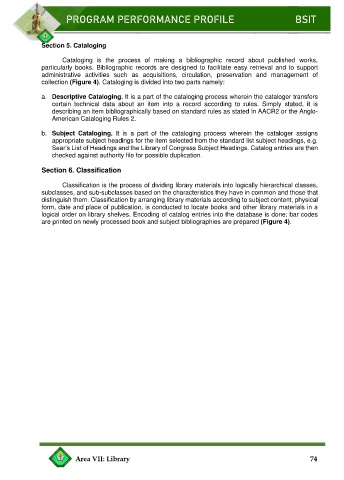 PROGRAM PERFORMANCE PROFILE BSIT
Section 5. Cataloging
Cataloging is the process of making a bibliographic record about published works,
particularly books. Bibliographic records are designed to facilitate easy retrieval and to support
administrative activities such as acquisitions, circulation, preservation and management of
collection (Figure 4). Cataloging is divided into two parts namely:
a. Descriptive Cataloging. It is a part of the cataloging process wherein the cataloger transfers
certain technical data about an item into a record according to rules. Simply stated, it is
describing an item bibliographically based on standard rules as stated in AACR2 or the Anglo-
American Cataloging Rules 2.
b. Subject Cataloging. It is a part of the cataloging process wherein the cataloger assigns
appropriate subject headings for the item selected from the standard list subject headings, e.g.
Sear's List of Headings and the Library of Congress Subject Headings. Catalog entries are then
checked against authority file for possible duplication.
Section 6. Classification
Classification is the process of dividing library materials into logically hierarchical classes,
subclasses, and sub-subclasses based on the characteristics they have in common and those that
distinguish them. Classification by arranging library materials according to subject content, physical
form, date and place of publication, is conducted to locate books and other library materials in a
logical order on library shelves. Encoding of catalog entries into the database is done; bar codes
are printed on newly processed book and subject bibliographies are prepared (Figure 4).
Area VII: Library 74